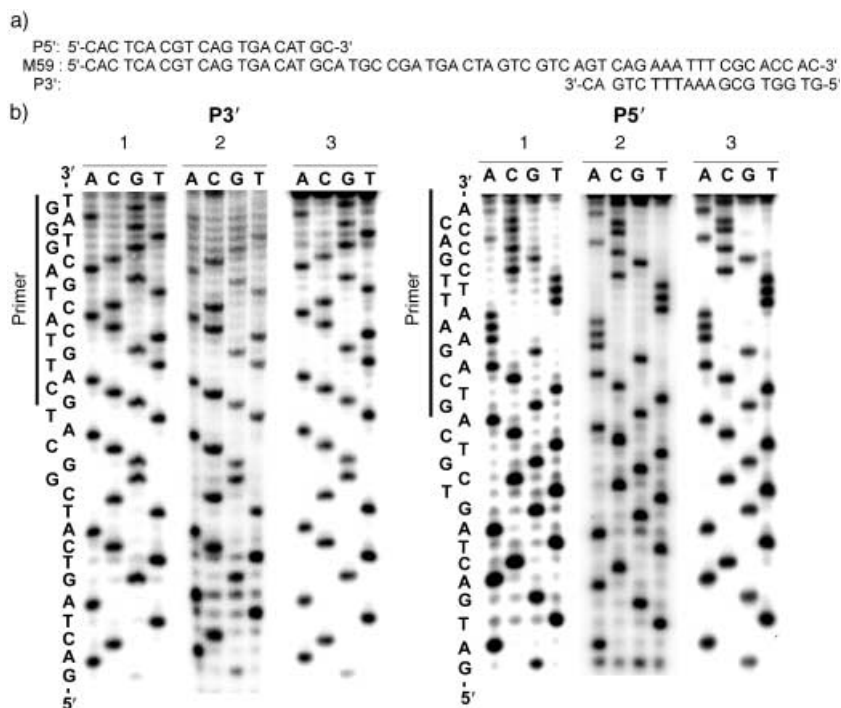 a)
P5': 5'-CAC TCA CGT CAG TGA CAT GC-3'
M59 : 5'-CAC TCA CGT CAG TGA CAT GCA TGC CGA TGA CTA GTC GTC AGT CAG AAA TTT CGC ACC AC-3'
P3': 3'-CA GTC TTTAAA GCG TGG TG-5'
b)
P3'
1 2 3
A C G T A C G T A C G T
Primer
3'
T A T C G C C G A G A G C T A C T G A T C A G
G G G A T A T T C T C G
5'
P5'
1 2 3
A C G T A C G T A C G T
Primer
3'
A C C C T A A A T A T C G A T C A G T A G
C A G T T A G C G C G T
5'